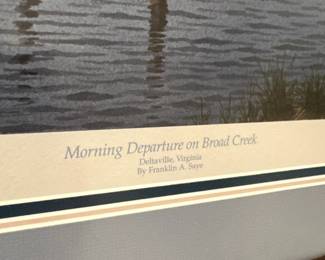 Morning Departure on Broad Creek
Deltaville, Virginia
By Franklin A. Saye